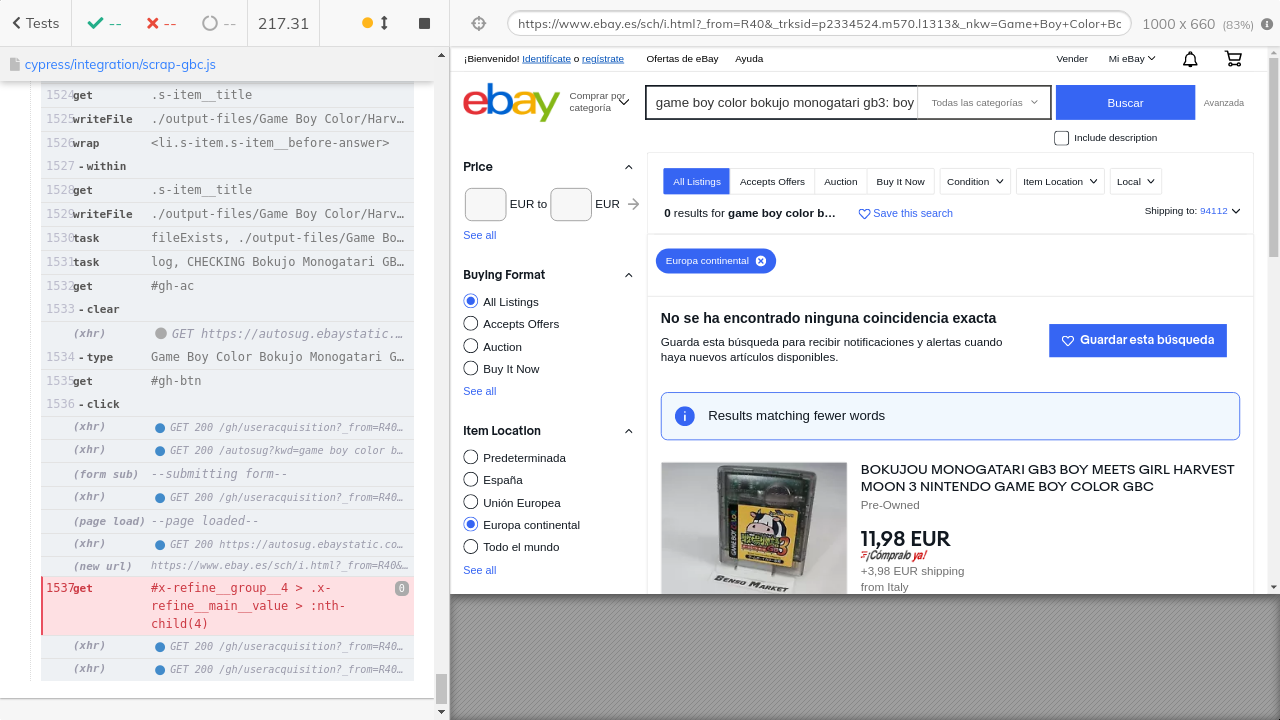 Tests
--
--
--
217.31
https://www.ebay.es/sch/i.html?_from=R40&_trksid=p2334524.m570.l1313&_nkw=Game+Boy+Color+Bc
1000 x 660 (83%)
cypress/integration/scrap-gbc.js
1524 get .s-item__title
1525 writeFile ./output-files/Game Boy Color/Harv…
1526 wrap <li.s-item.s-item__before-answer>
1527 - within
1528 get .s-item__title
1529 writeFile ./output-files/Game Boy Color/Harv…
1530 task fileExists, ./output-files/Game Bo…
1531 task log, CHECKING Bokujo Monogatari GB…
1532 get #gh-ac
1533 - clear
(xhr) GET https://autosug.ebaystatic.…
1534 - type Game Boy Color Bokujo Monogatari G…
1535 get #gh-btn
1536 - click
(xhr) GET 200 /gh/useracquisition?_from=R40…
(xhr) GET 200 /autosug?kwd=game boy color b…
(form sub) --submitting form--
(xhr) GET 200 /gh/useracquisition?_from=R40…
(page load) --page loaded--
(xhr) GET 200 https://autosug.ebaystatic.co…
(new url) https://www.ebay.es/sch/i.html?_from=R40&…
1537 get #x-refine__group__4 > .x-
refine__main__value > :nth-
child(4)
0
(xhr) GET 200 /gh/useracquisition?_from=R40…
(xhr) GET 200 /gh/useracquisition?_from=R40…
¡Bienvenido! Identifícate o regístrate
Ofertas de eBay
Ayuda
Vender
Mi eBay
ebay
Comprar por
categoría
game boy color bokujo monogatari gb3: boy
Todas las categorías
Buscar
Avanzada
Include description
Price
EUR to
EUR
See all
Buying Format
All Listings
Accepts Offers
Auction
Buy It Now
See all
Item Location
Predeterminada
España
Unión Europea
Europa continental
Todo el mundo
See all
All Listings
Accepts Offers
Auction
Buy It Now
Condition
Item Location
Local
0 results for game boy color b…
Save this search
Shipping to: 94112
Europa continental
No se ha encontrado ninguna coincidencia exacta
Guarda esta búsqueda para recibir notificaciones y alertas cuando
haya nuevos artículos disponibles.
Guardar esta búsqueda
Results matching fewer words
BOKUJOU MONOGATARI GB3 BOY MEETS GIRL HARVEST
MOON 3 NINTENDO GAME BOY COLOR GBC
Pre-Owned
11,98 EUR
¡Cómpralo ya!
+3,98 EUR shipping
from Italy
BENSO MARKET